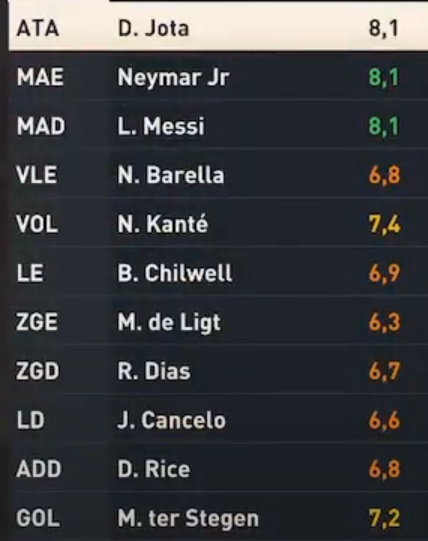 ATA D. Jota 8,1
MAE Neymar Jr 8,1
MAD L. Messi 8,1
VLE N. Barella 6,8
VOL N. Kanté 7,4
LE B. Chilwell 6,9
ZGE M. de Ligt 6,3
ZGD R. Dias 6,7
LD J. Cancelo 6,6
ADD D. Rice 6,8
GOL M. ter Stegen 7,2